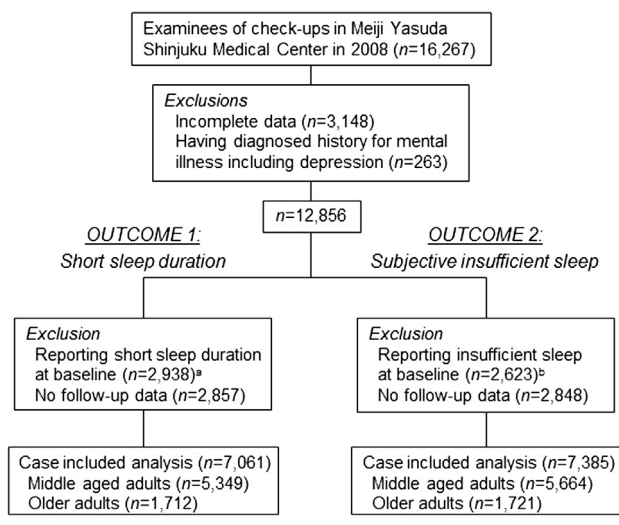 Examinees of check-ups in Meiji Yasuda
Shinjuku Medical Center in 2008 (n=16,267)
Exclusions
Incomplete data (n=3,148)
Having diagnosed history for mental
illness including depression (n=263)
n=12,856
OUTCOME 1:
Short sleep duration
OUTCOME 2:
Subjective insufficient sleep
Exclusion
Reporting short sleep duration
at baseline (n=2,938)ᵃ
No follow-up data (n=2,857)
Exclusion
Reporting insufficient sleep
at baseline (n=2,623)ᵇ
No follow-up data (n=2,848)
Case included analysis (n=7,061)
Middle aged adults (n=5,349)
Older adults (n=1,712)
Case included analysis (n=7,385)
Middle aged adults (n=5,664)
Older adults (n=1,721)